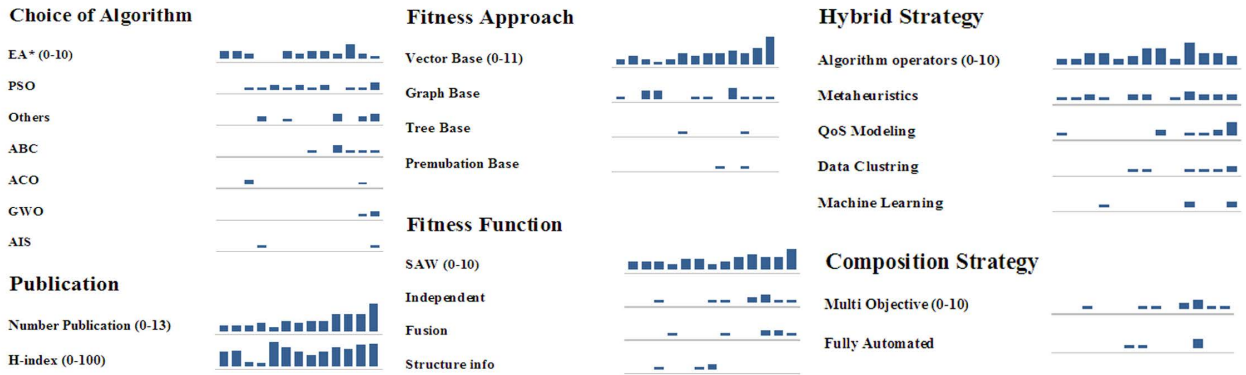 Choice of Algorithm
EA* (0-10)
PSO
Others
ABC
ACO
GWO
AIS
Publication
Number Publication (0-13)
H-index (0-100)
Fitness Approach
Vector Base (0-11)
Graph Base
Tree Base
Premubation Base
Fitness Function
SAW (0-10)
Independent
Fusion
Structure info
Hybrid Strategy
Algorithm operators (0-10)
Metaheuristics
QoS Modeling
Data Clustring
Machine Learning
Composition Strategy
Multi Objective (0-10)
Fully Automated